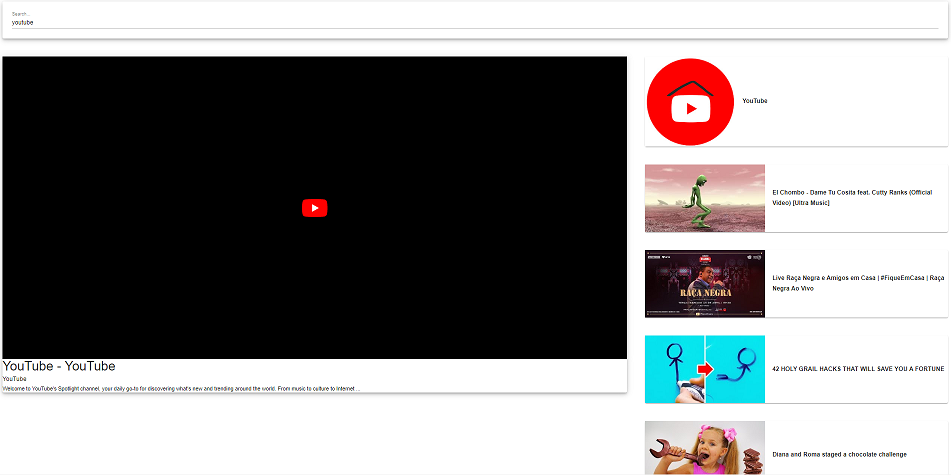 Search...
youtube
YouTube - YouTube
YouTube
Welcome to YouTube's Spotlight channel, your daily go-to for discovering what's new and trending around the world. From music to culture to Internet ...
YouTube
El Chombo - Dame Tu Cosita feat. Cutty Ranks (Official
Video) [Ultra Music]
RAÇA NEGRA
Live Raça Negra e Amigos em Casa | #FiqueEmCasa | Raça
Negra Ao Vivo
42 HOLY GRAIL HACKS THAT WILL SAVE YOU A FORTUNE
Diana and Roma staged a chocolate challenge